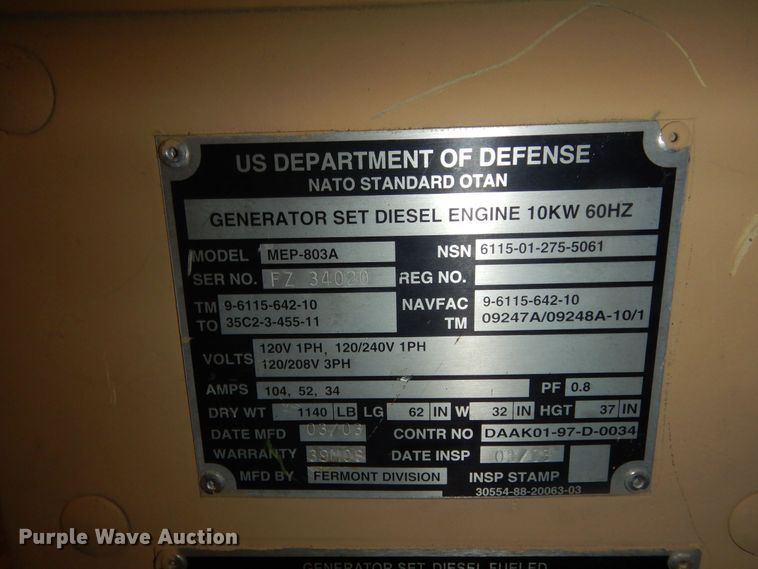 US DEPARTMENT OF DEFENSE
NATO STANDARD OTAN
GENERATOR SET DIESEL ENGINE 10KW 60HZ
MODEL MEP-803A NSN 6115-01-275-5061
SER NO. FZ 34020 REG NO.
TM 9-6115-642-10 NAVFAC 9-6115-642-10
TO 35C2-3-455-11 TM 09247A/09248A-10/1
VOLTS 120V 1PH, 120/240V 1PH
120/208V 3PH
AMPS 104, 52, 34 PF 0.8
DRY WT 1140 LB LG 62 IN W 32 IN HGT 37 IN
DATE MFD 03/03 CONTR NO DAAK01-97-D-0034
WARRANTY 39MOS DATE INSP
MFD BY FERMONT DIVISION INSP STAMP
30554-88-20063-03
GENERATOR SET, DIESEL FUELED
Purple Wave Auction